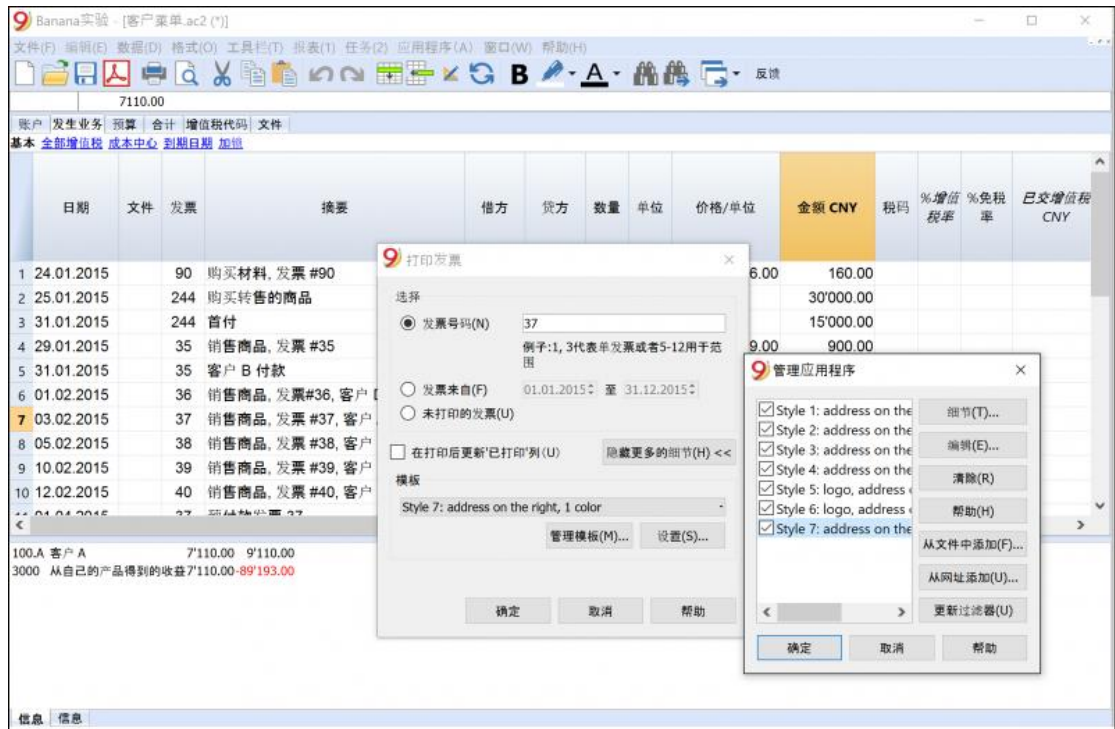 Banana实验 - [客户菜单.ac2 (*)]
文件(F) 编辑(E) 数据(D) 格式(O) 工具栏(T) 报表(1) 任务(2) 应用程序(A) 窗口(W) 帮助(H)
B A 反馈
7110.00
账户 发生业务 预算 合计 增值税代码 文件
基本 全部增值税 成本中心 到期日期 加锁
日期 文件 发票 摘要 借方 贷方 数量 单位 价格/单位 金额 CNY 税码 %增值税率 %免税率 已交增值税 CNY
1 24.01.2015 90 购买材料, 发票 #90 6.00 160.00
2 25.01.2015 244 购买转售的商品 30'000.00
3 31.01.2015 244 首付 15'000.00
4 29.01.2015 35 销售商品, 发票 #35 9.00 900.00
5 31.01.2015 35 客户 B 付款
6 01.02.2015 36 销售商品, 发票#36, 客户
7 03.02.2015 37 销售商品, 发票 #37, 客户
8 05.02.2015 38 销售商品, 发票 #38, 客户
9 10.02.2015 39 销售商品, 发票 #39, 客户
10 12.02.2015 40 销售商品, 发票 #40, 客户
100.A 客户 A 7'110.00 9'110.00
3000 从自己的产品得到的收益7'110.00-89'193.00
信息 信息
打印发票
选择
发票号码(N) 37
例子:1, 3代表单发票或者5-12用于范
围
发票来自(F) 01.01.2015 至 31.12.2015
未打印的发票(U)
在打印后更新'已打印'列(U) 隐藏更多的细节(H) <<
模板
Style 7: address on the right, 1 color
管理模板(M)... 设置(S)...
确定 取消 帮助
管理应用程序
Style 1: address on the
Style 2: address on the
Style 3: address on the
Style 4: address on the
Style 5: logo, address
Style 6: logo, address
Style 7: address on the
细节(T)...
编辑(E)...
清除(R)
帮助(H)
从文件中添加(F)...
从网址添加(U)...
更新过滤器(U)
确定 取消 帮助